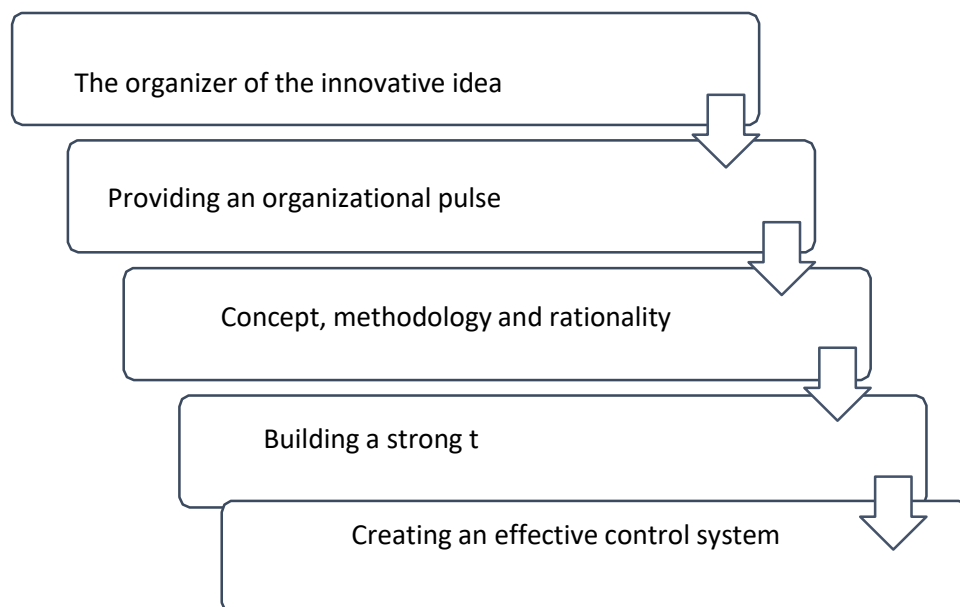 The organizer of the innovative idea
Providing an organizational pulse
Concept, methodology and rationality
Building a strong t
Creating an effective control system